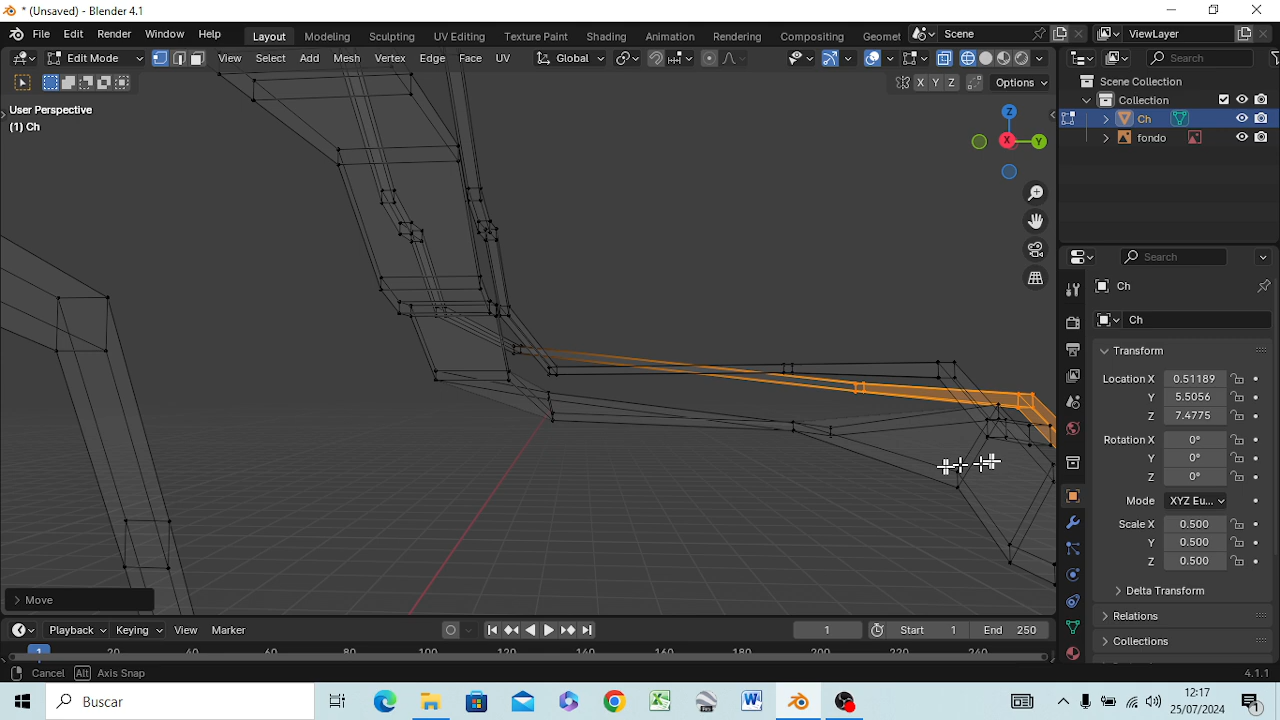 * (Unsaved) - Blender 4.1
File Edit Render Window Help Layout Modeling Sculpting UV Editing Texture Paint Shading Animation Rendering Compositing Geomet Scene ViewLayer
Edit Mode View Select Add Mesh Vertex Edge Face UV Global Search
X Y Z Options
User Perspective
(1) Ch
Z
X
Y
Scene Collection
Collection
Ch
fondo
Search
Ch
Ch
Transform
Location X 0.51189
Y 5.5056
Z 7.4775
Rotation X 0°
Y 0°
Z 0°
Mode XYZ Eu...
Scale X 0.500
Y 0.500
Z 0.500
Delta Transform
Relations
Collections
Move
Playback Keying View Marker 1 Start 1 End 250
1 20 40 60 80 100 120 140 160 180 200 220 240
Cancel Alt Axis Snap 4.1.1
Buscar
12:17
25/07/2024
1